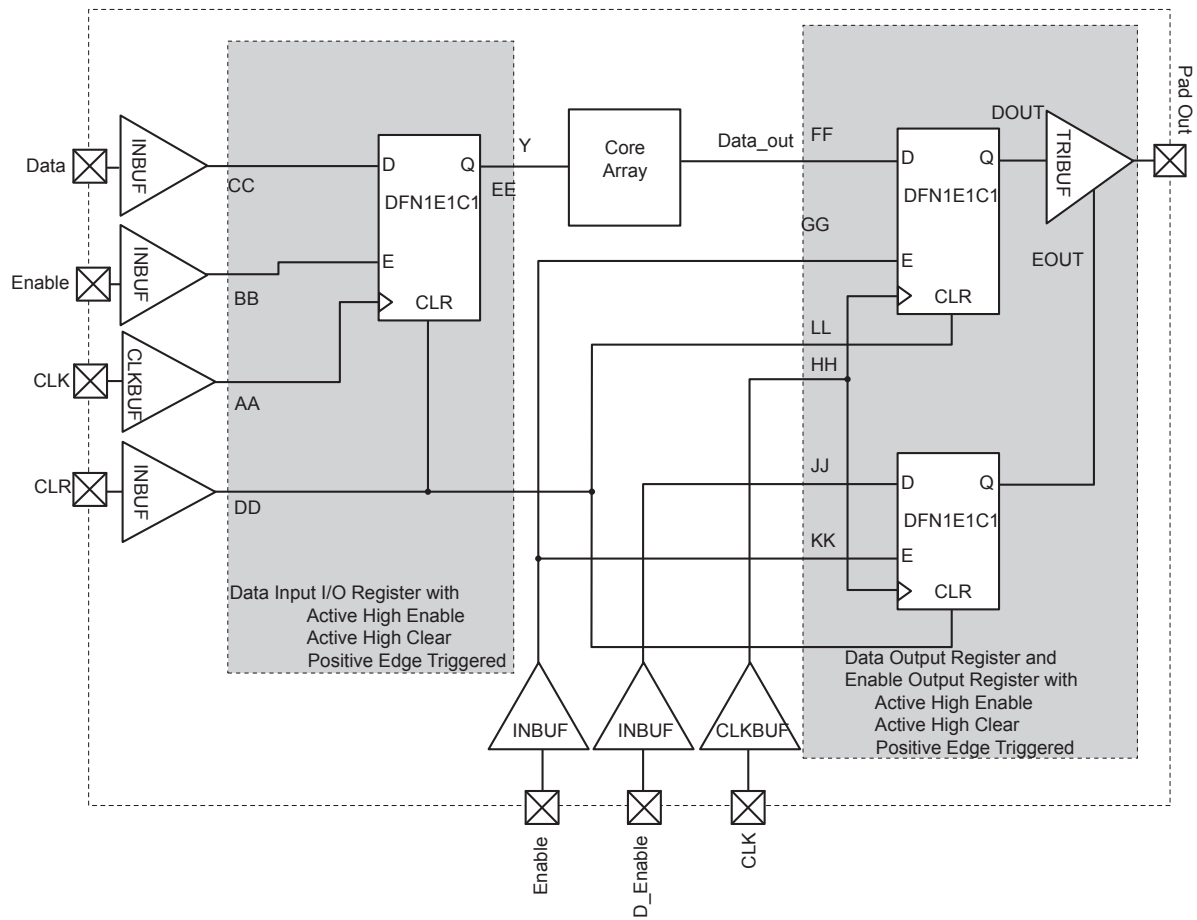 Pad Out
DOUT
INBUF
TRIBUF
Y
Core
Array
Data_out
FF
Data
CC
D
Q
EE
DFN1E1C1
D
Q
DFN1E1C1
GG
INBUF
E
E
EOUT
Enable
BB
CLR
CLR
CLKBUF
LL
HH
CLK
AA
INBUF
JJ
CLR
DD
D
Q
DFN1E1C1
KK
E
CLR
Data Input I/O Register with
Active High Enable
Active High Clear
Positive Edge Triggered
Data Output Register and
Enable Output Register with
Active High Enable
Active High Clear
Positive Edge Triggered
INBUF
INBUF
CLKBUF
Enable
D_Enable
CLK